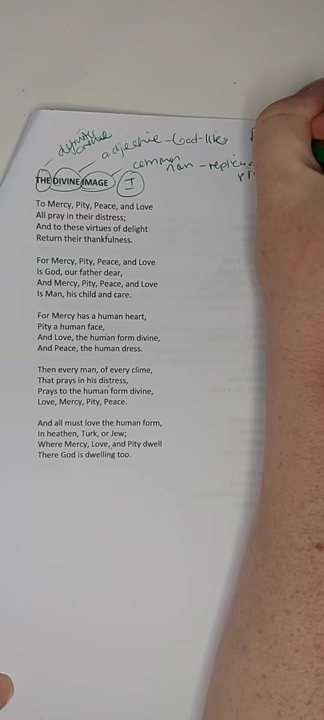 definite
article
adjective - God-like
common
noun - replica
THE DIVINE IMAGE I
To Mercy, Pity, Peace, and Love
All pray in their distress;
And to these virtues of delight
Return their thankfulness.
For Mercy, Pity, Peace, and Love
Is God, our father dear,
And Mercy, Pity, Peace, and Love
Is Man, his child and care.
For Mercy has a human heart,
Pity a human face,
And Love, the human form divine,
And Peace, the human dress.
Then every man, of every clime,
That prays in his distress,
Prays to the human form divine,
Love, Mercy, Pity, Peace.
And all must love the human form,
In heathen, Turk, or Jew;
Where Mercy, Love, and Pity dwell
There God is dwelling too.